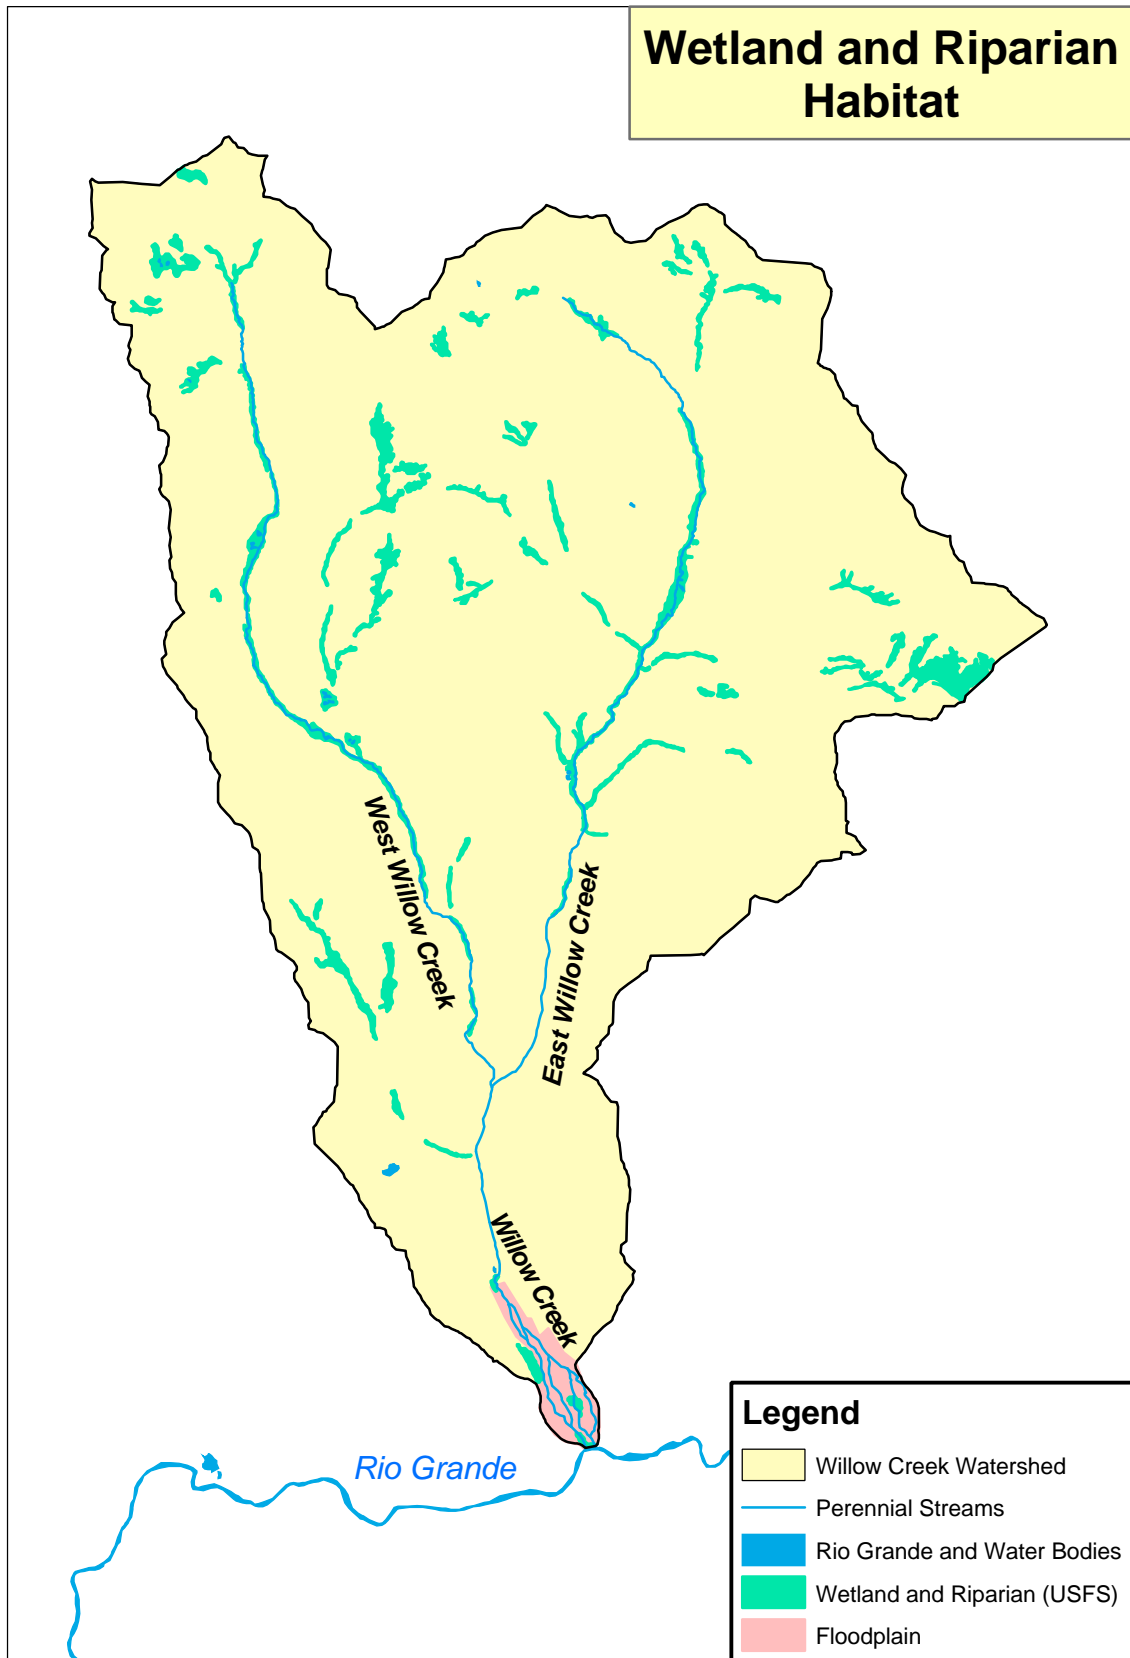 Wetland and Riparian
Habitat
West Willow Creek
East Willow Creek
Willow Creek
Rio Grande
Legend
Willow Creek Watershed
Perennial Streams
Rio Grande and Water Bodies
Wetland and Riparian (USFS)
Floodplain